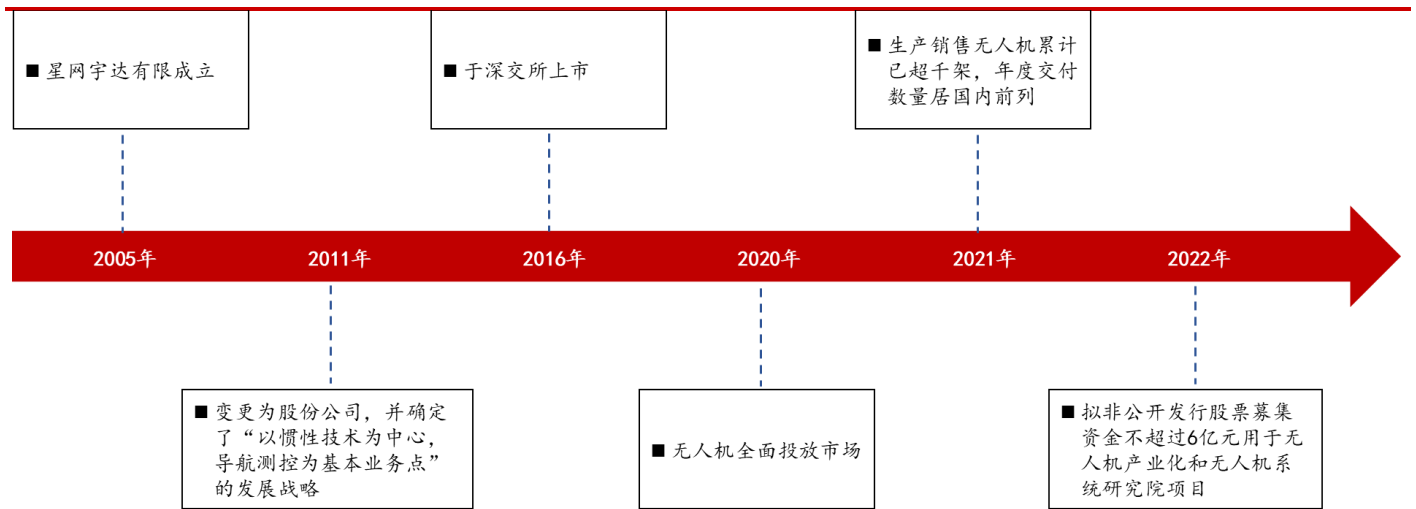 ■ 星网宇达有限成立
■ 于深交所上市
■ 生产销售无人机累计
已超千架，年度交付
数量居国内前列
2005年
2011年
2016年
2020年
2021年
2022年
■ 变更为股份公司，并确定
了“以惯性技术为中心，
导航测控为基本业务点”
的发展战略
■ 无人机全面投放市场
■ 拟非公开发行股票募集
资金不超过6亿元用于无
人机产业化和无人机系
统研究院项目